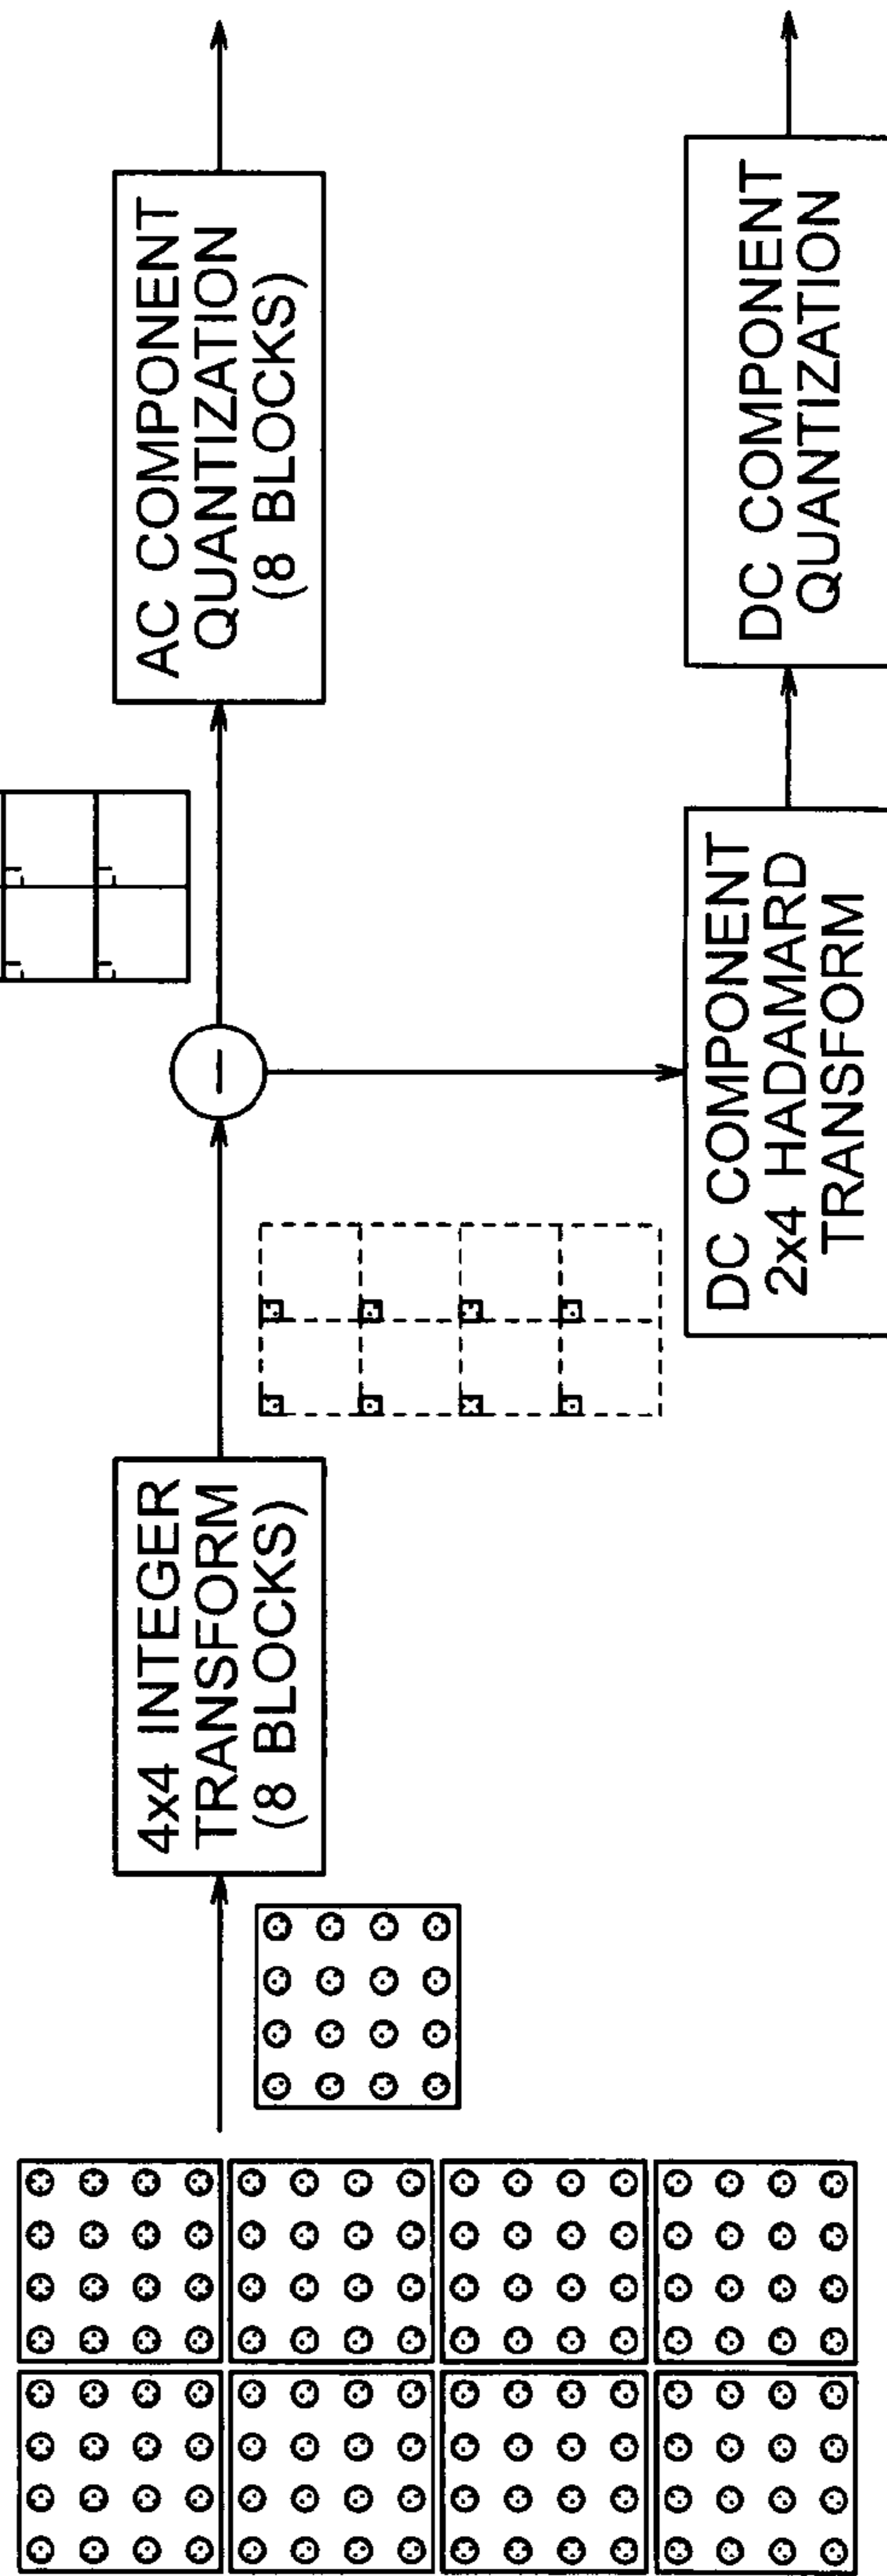 4x4 INTEGER
TRANSFORM
(8 BLOCKS)
AC COMPONENT
QUANTIZATION
(8 BLOCKS)
DC COMPONENT
2x4 HADAMARD
TRANSFORM
DC COMPONENT
QUANTIZATION